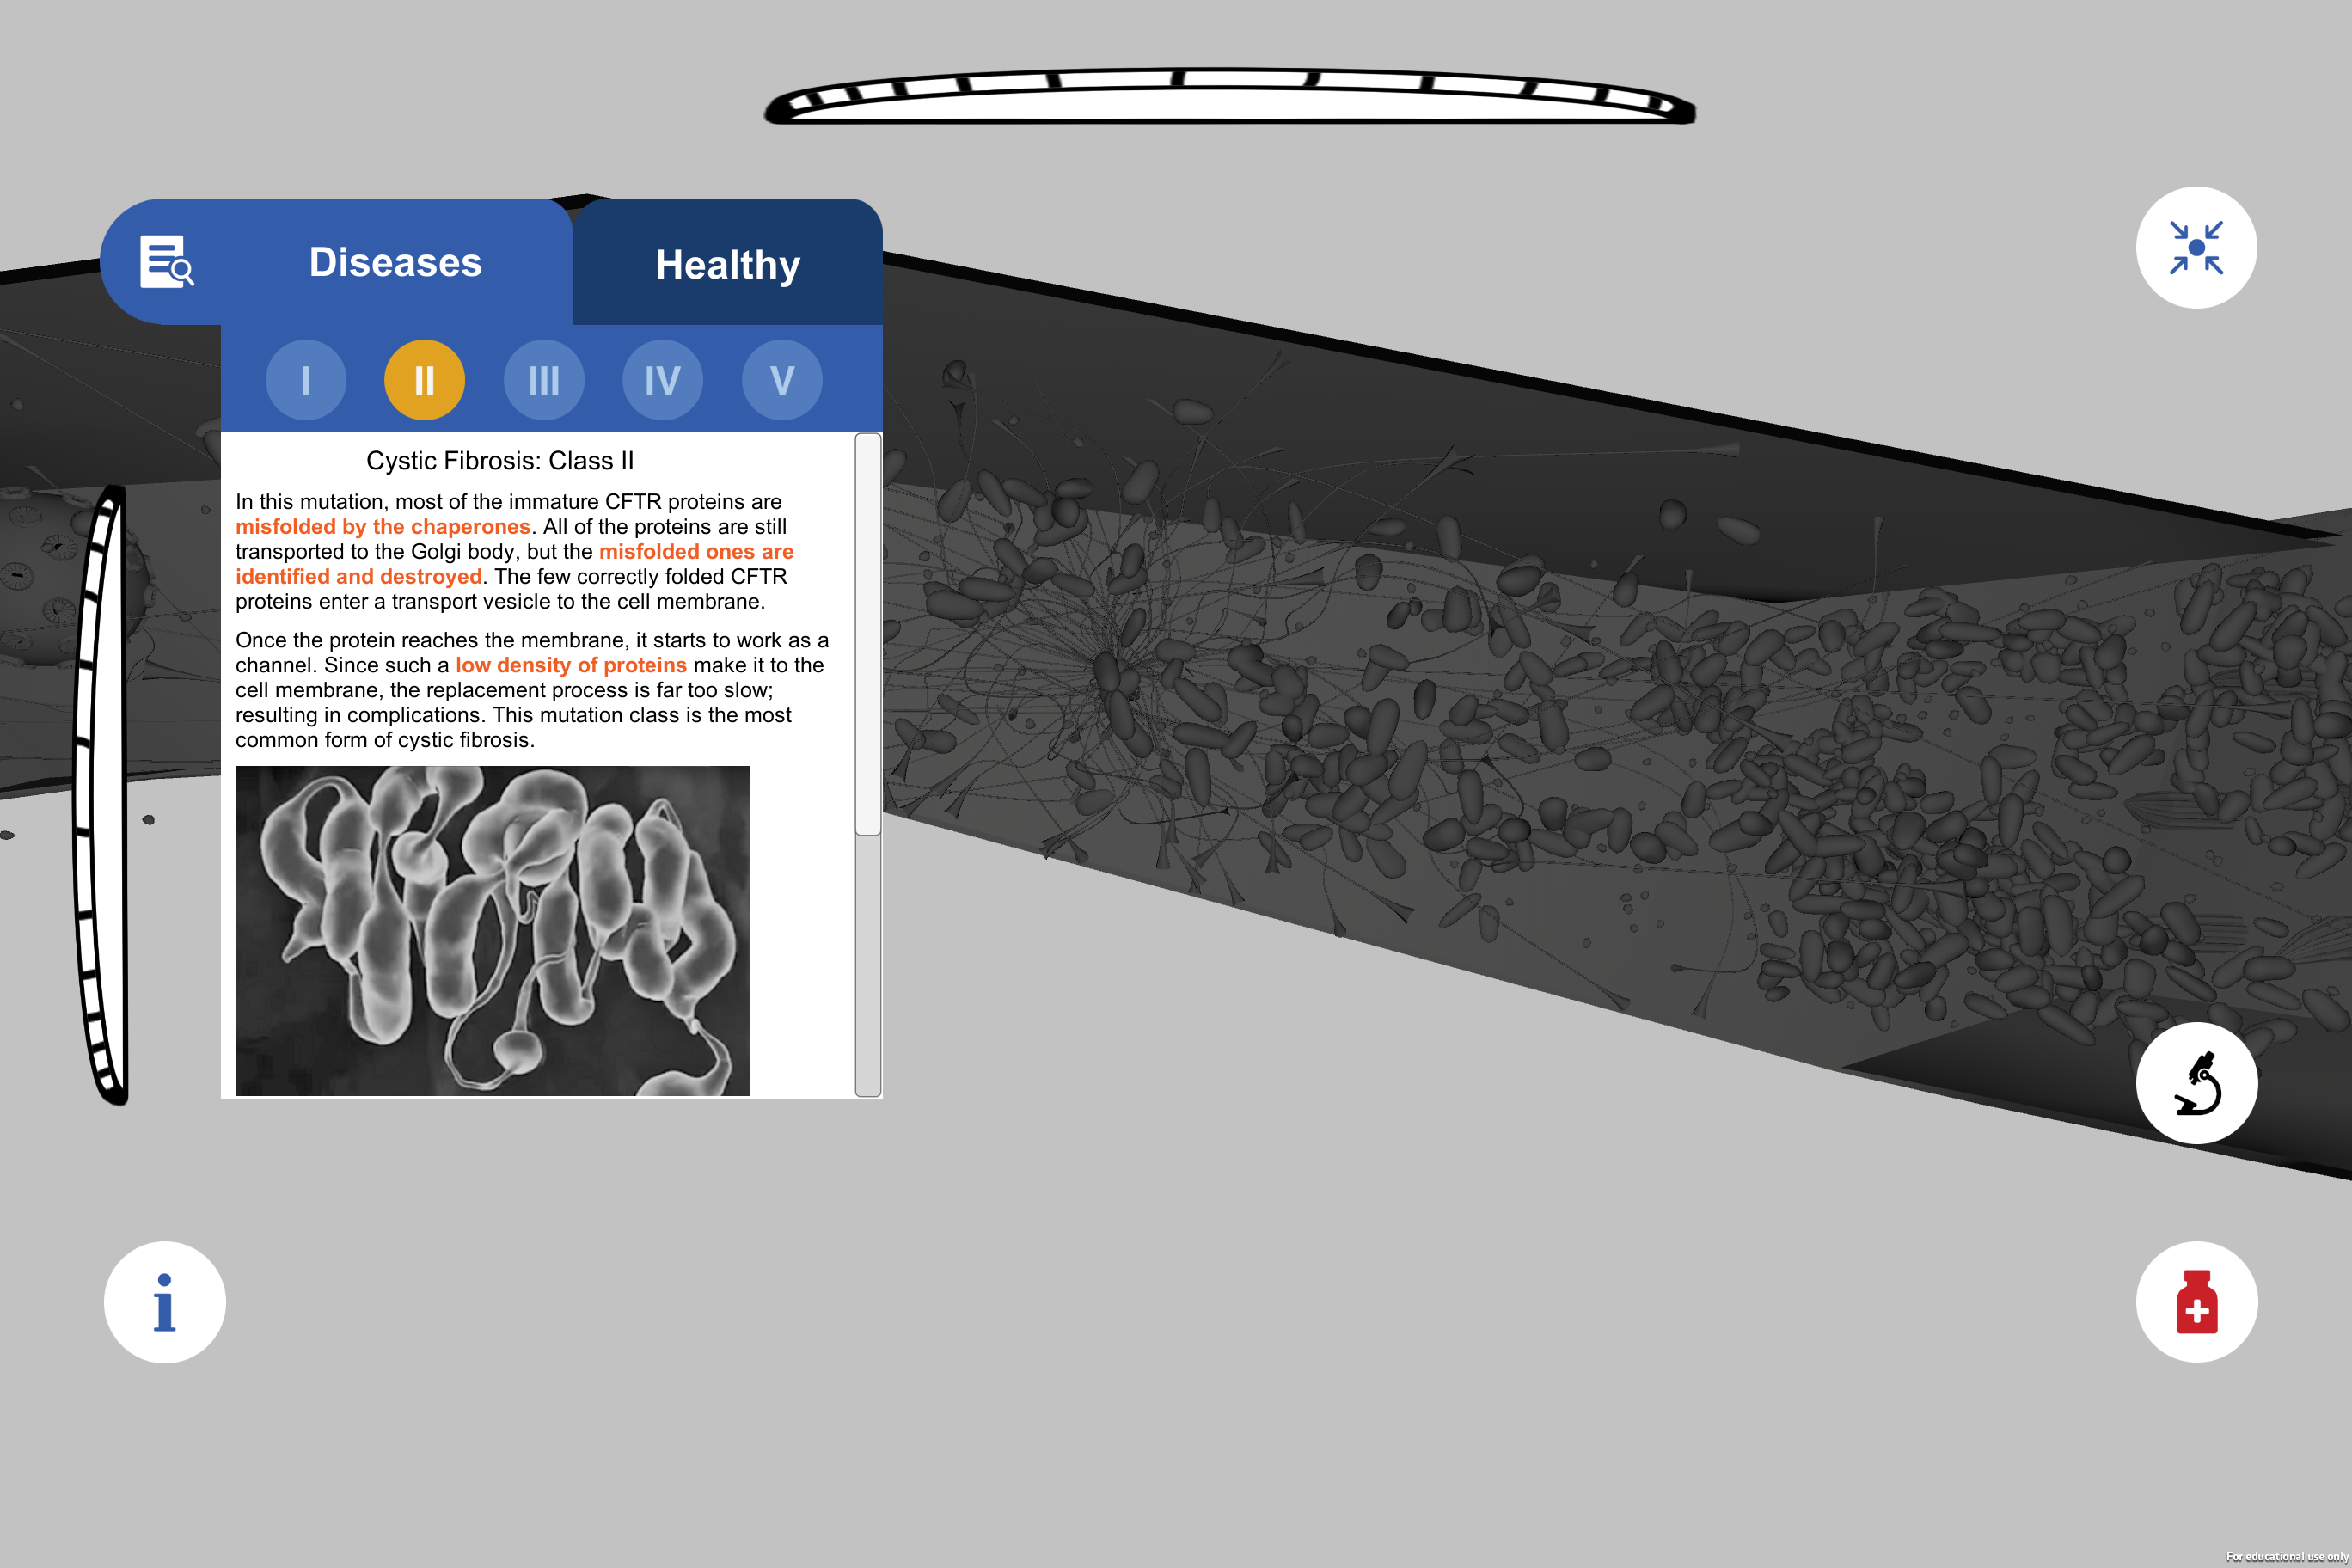 Diseases
Healthy
I II III IV V
Cystic Fibrosis: Class II
In this mutation, most of the immature CFTR proteins are
misfolded by the chaperones. All of the proteins are still
transported to the Golgi body, but the misfolded ones are
identified and destroyed. The few correctly folded CFTR
proteins enter a transport vesicle to the cell membrane.
Once the protein reaches the membrane, it starts to work as a
channel. Since such a low density of proteins make it to the
cell membrane, the replacement process is far too slow;
resulting in complications. This mutation class is the most
common form of cystic fibrosis.
i
For educational use only